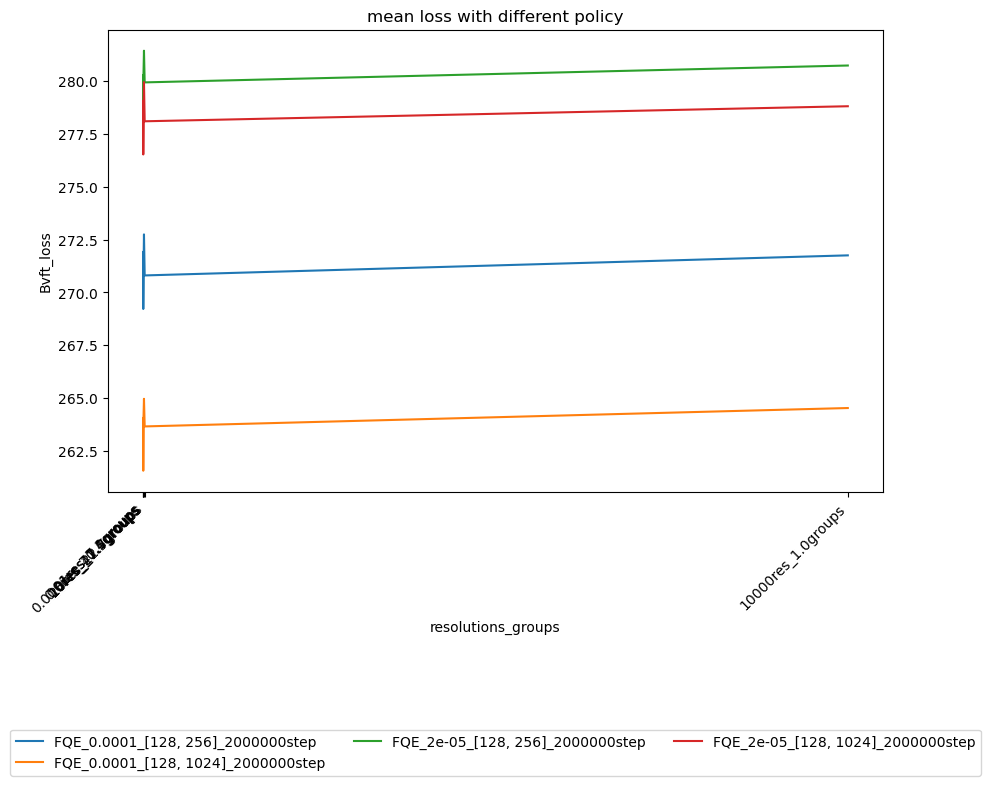 mean loss with different policy
280.0
277.5
275.0
272.5
270.0
267.5
265.0
262.5
Bvft_loss
10000res_1.0groups
resolutions_groups
FQE_0.0001_[128, 256]_2000000step
FQE_2e-05_[128, 256]_2000000step
FQE_2e-05_[128, 1024]_2000000step
FQE_0.0001_[128, 1024]_2000000step